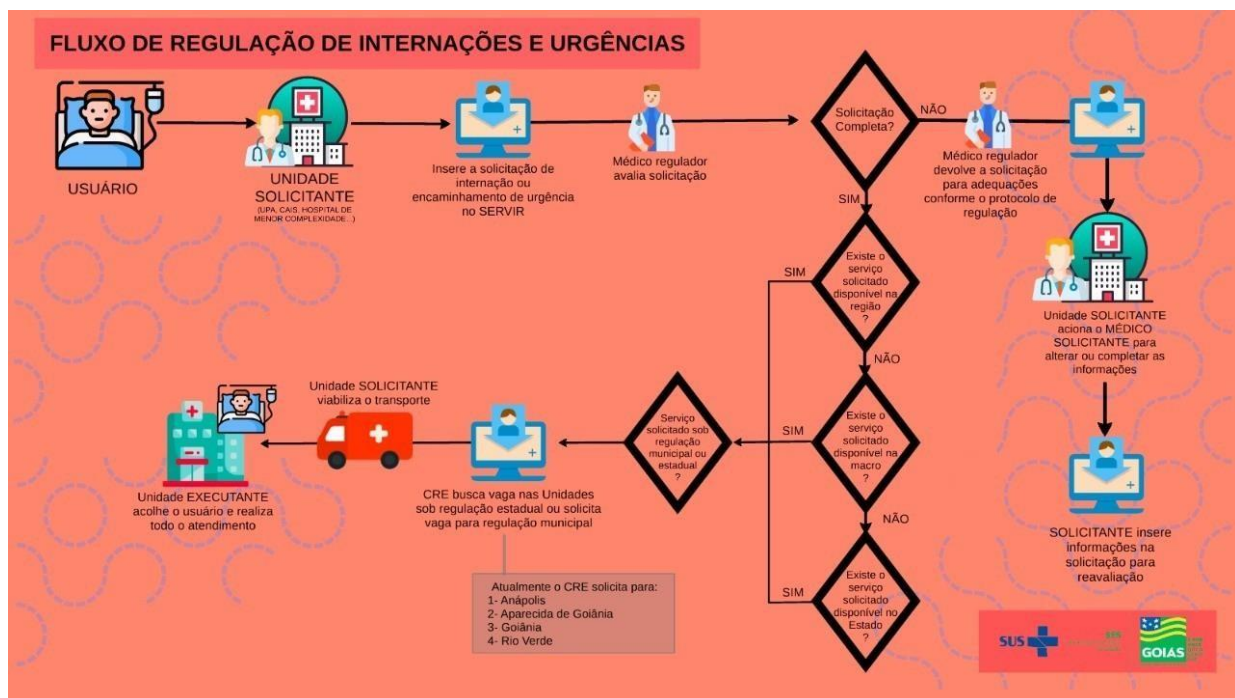 FLUXO DE REGULAÇÃO DE INTERNAÇÕES E URGÊNCIAS
USUÁRIO
UNIDADE
SOLICITANTE
(UPA, CAIS, HOSPITAL DE
MENOR COMPLEXIDADE...)
Insere a solicitação de
internação ou
encaminhamento de urgência
no SERVIR
Médico regulador
avalia solicitação
Solicitação
Completa?
NÃO
Médico regulador
devolve a solicitação
para adequações
conforme o protocolo de
regulação
SIM
Unidade SOLICITANTE
aciona o MÉDICO
SOLICITANTE para
alterar ou completar as
informações
SOLICITANTE insere
informações na
solicitação para
reavaliação
Existe o
serviço
solicitado
disponível na
região
?
SIM
NÃO
Existe o
serviço
solicitado
disponível na
macro
?
SIM
NÃO
Existe o
serviço
solicitado
disponível no
Estado
?
SIM
Serviço
solicitado sob
regulação
municipal ou
estadual
?
CRE busca vaga nas Unidades
sob regulação estadual ou solicita
vaga para regulação municipal
Atualmente o CRE solicita para:
1- Anápolis
2- Aparecida de Goiânia
3- Goiânia
4- Rio Verde
Unidade SOLICITANTE
viabiliza o transporte
Unidade EXECUTANTE
acolhe o usuário e realiza
todo o atendimento
SUS
GOIÁS